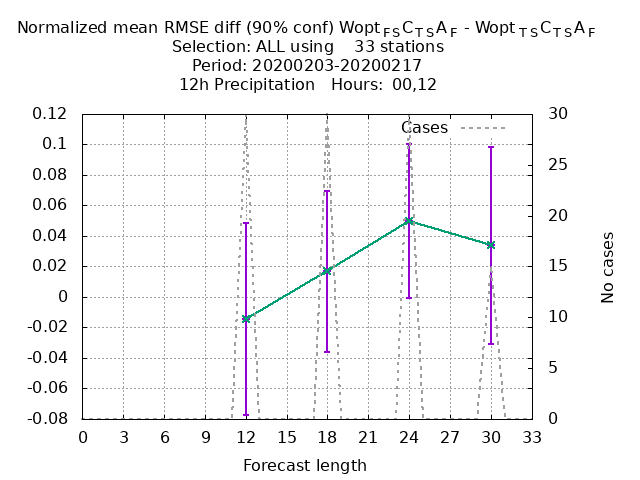 Normalized mean RMSE diff (90% conf) Wopt FS C TS A F - Wopt TS C TS A F
Selection: ALL using 33 stations
Period: 20200203-20200217
12h Precipitation Hours: 00,12
Cases
0.12
0.1
0.08
0.06
0.04
0.02
0
-0.02
-0.04
-0.06
-0.08
30
25
20
15
10
5
0
No cases
0 3 6 9 12 15 18 21 24 27 30 33
Forecast length